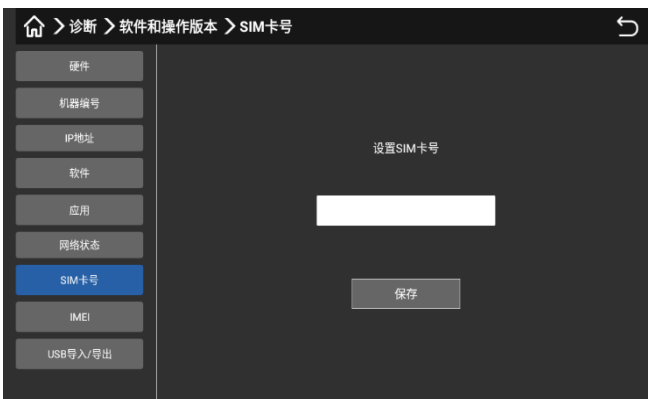 诊断 > 软件和操作版本 > SIM卡号
硬件
机器编号
IP地址
软件
应用
网络状态
SIM卡号
IMEI
USB导入/导出
设置SIM卡号
保存